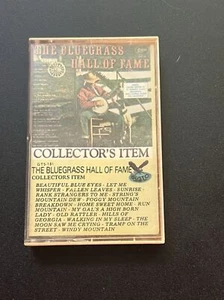 THE BLUEGRASS
HALL OF FAME
COLLECTOR'S ITEM
THE BLUEGRASS HALL OF FAME
COLLECTORS ITEM
BEAUTIFUL BLUE EYES - LET ME
WHISPER - FALLEN LEAVES - SUNRISE -
RANK STRANGERS TO ME - STRING'S
MOUNTAIN DEW - FOGGY MOUNTAIN
BREAKDOWN - HOME SWEET HOME - RUN
MOUNTAIN - MY GAL'S A HIGH BORN
LADY - OLD RATTLER - HILLS OF
GEORGIA - WALKING IN MY SLEEP - THE
MOON SAW ME CRYING - TRAMP ON THE
STREET - WINDY MOUNTAIN